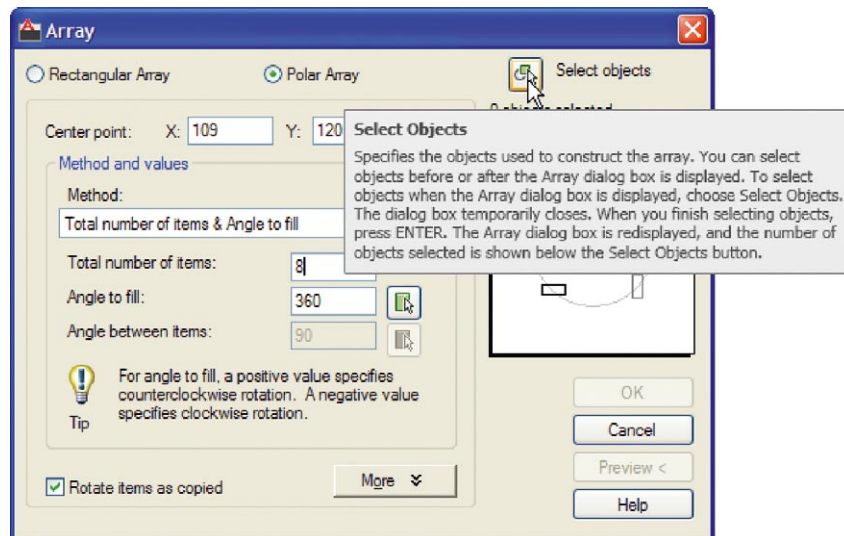 Array
Rectangular Array
Polar Array
Select objects
0 objects selected
Center point: X: 109 Y: 120
Select Objects
Specifies the objects used to construct the array. You can select
objects before or after the Array dialog box is displayed. To select
objects when the Array dialog box is displayed, choose Select Objects.
The dialog box temporarily closes. When you finish selecting objects,
press ENTER. The Array dialog box is redisplayed, and the number of
objects selected is shown below the Select Objects button.
Method and values
Method:
Total number of items & Angle to fill
Total number of items: 8
Angle to fill: 360
Angle between items: 90
For angle to fill, a positive value specifies
counterclockwise rotation. A negative value
specifies clockwise rotation.
Tip
Rotate items as copied
More
OK
Cancel
Preview <
Help